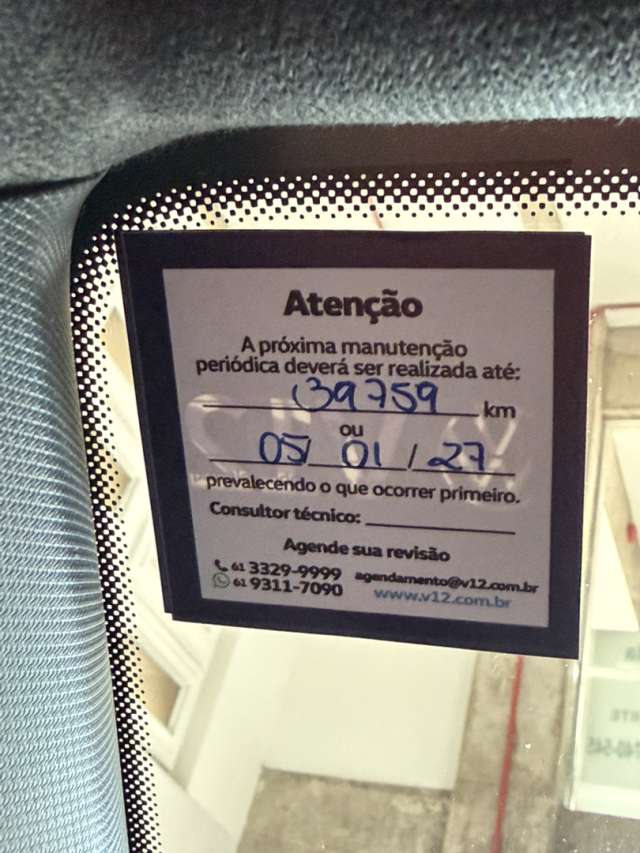 Atenção
A próxima manutenção
periódica deverá ser realizada até:
39759 km
ou
05/ 01 / 27
prevalecendo o que ocorrer primeiro.
Consultor técnico:
Agende sua revisão
61 3329-9999
61 9311-7090
agendamento@v12.com.br
www.v12.com.br